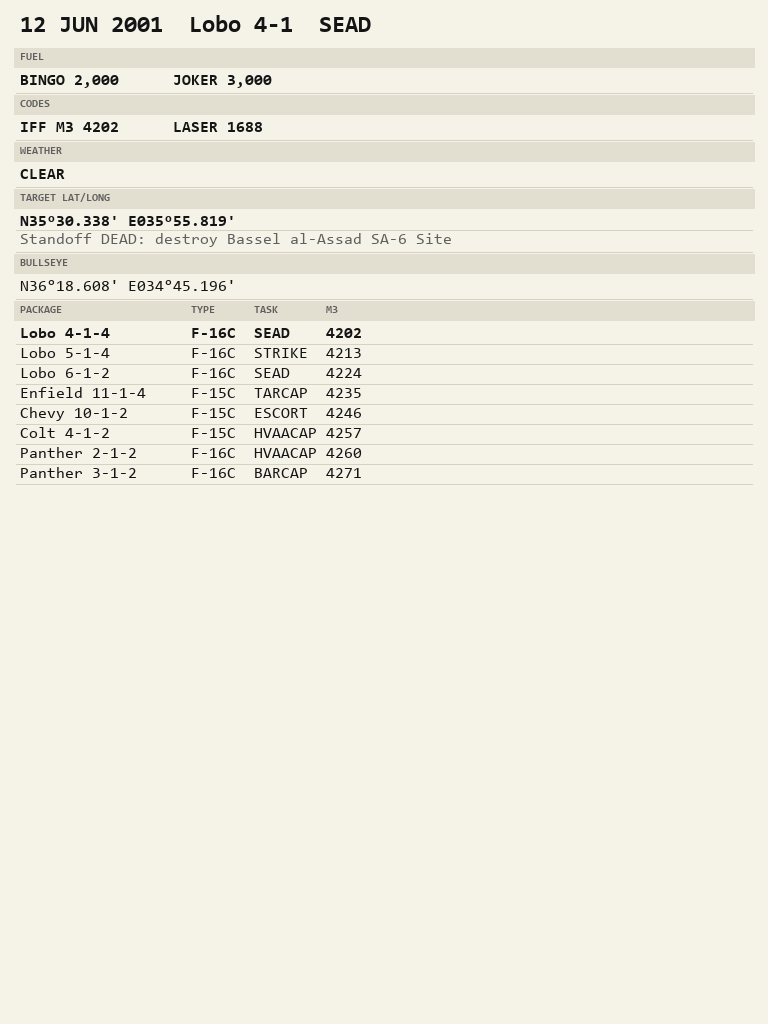 12 JUN 2001 Lobo 4-1 SEAD
FUEL
BINGO 2,000 JOKER 3,000
CODES
IFF M3 4202 LASER 1688
WEATHER
CLEAR
TARGET LAT/LONG
N35°30.338' E035°55.819'
Standoff DEAD: destroy Bassel al-Assad SA-6 Site
BULLSEYE
N36°18.608' E034°45.196'
PACKAGE TYPE TASK M3
Lobo 4-1-4 F-16C SEAD 4202
Lobo 5-1-4 F-16C STRIKE 4213
Lobo 6-1-2 F-16C SEAD 4224
Enfield 11-1-4 F-15C TARCAP 4235
Chevy 10-1-2 F-15C ESCORT 4246
Colt 4-1-2 F-15C HVAACAP 4257
Panther 2-1-2 F-16C HVAACAP 4260
Panther 3-1-2 F-16C BARCAP 4271